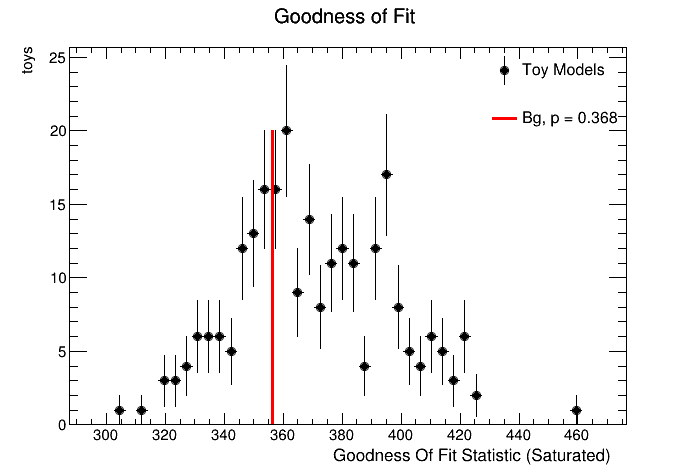 Goodness of Fit
toys
25
20
15
10
5
0
Toy Models
Bg, p = 0.368
300 320 340 360 380 400 420 440 460
Goodness Of Fit Statistic (Saturated)